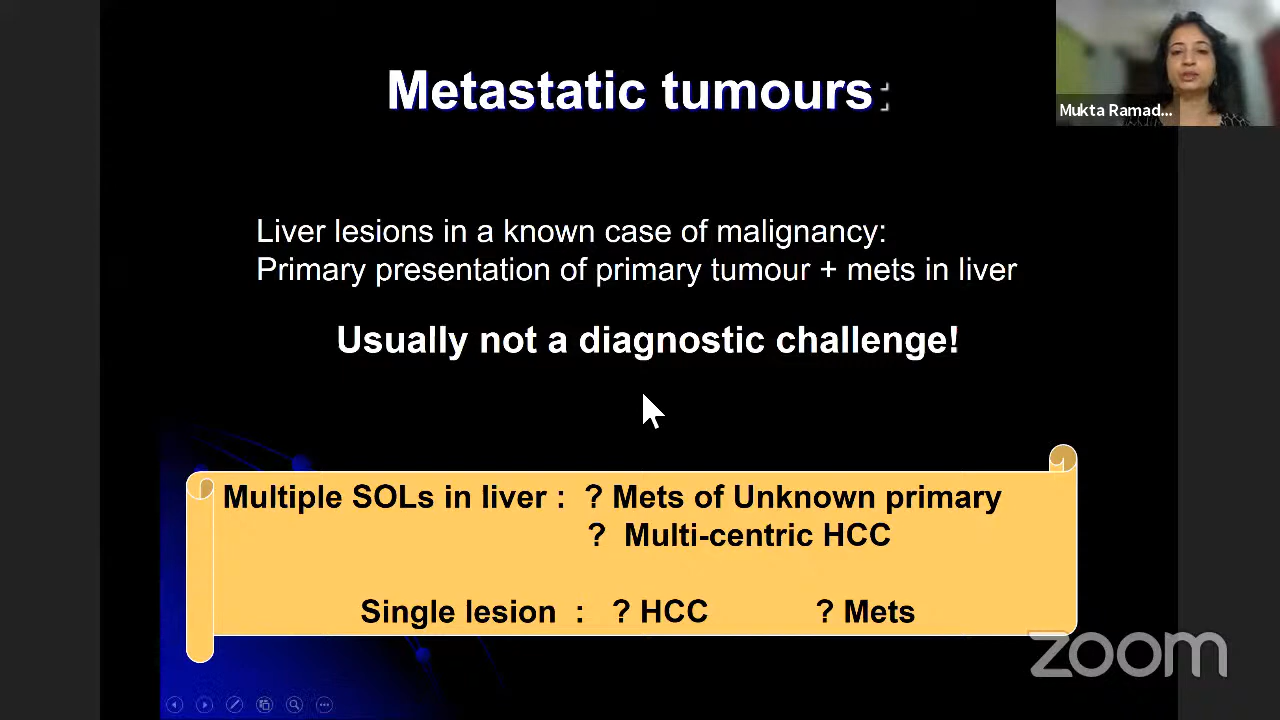 Metastatic tumours:
Mukta Ramad...
Liver lesions in a known case of malignancy:
Primary presentation of primary tumour + mets in liver
Usually not a diagnostic challenge!
Multiple SOLs in liver : ? Mets of Unknown primary
? Multi-centric HCC
Single lesion : ? HCC ? Mets
zoom